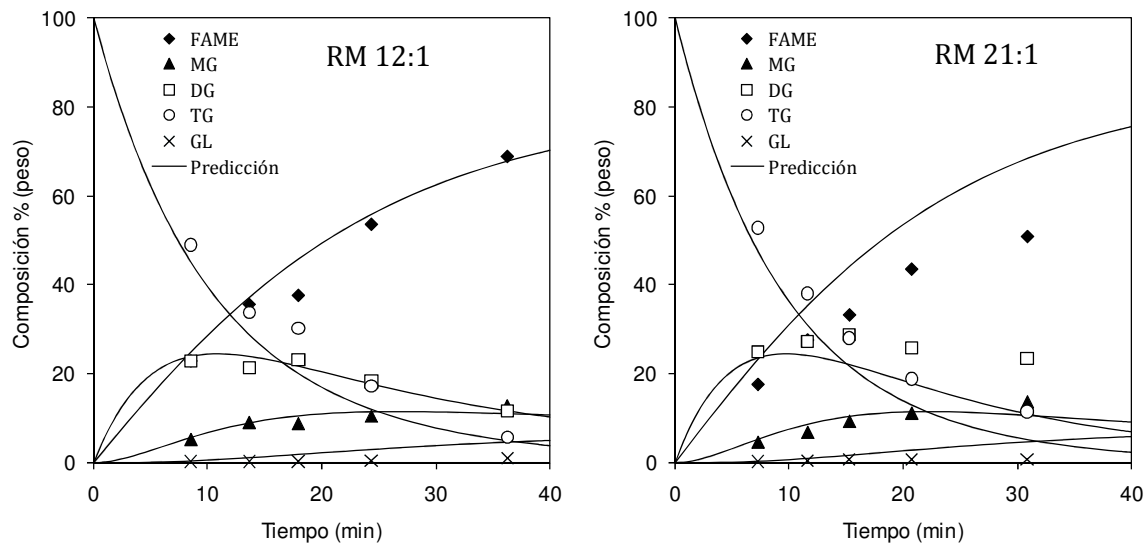 100
80
60
40
20
0
Composición % (peso)
FAME
MG
DG
TG
GL
Predicción
RM 12:1
0 10 20 30 40
Tiempo (min)
100
80
60
40
20
0
Composición % (peso)
FAME
MG
DG
TG
GL
Predicción
RM 21:1
0 10 20 30 40
Tiempo (min)